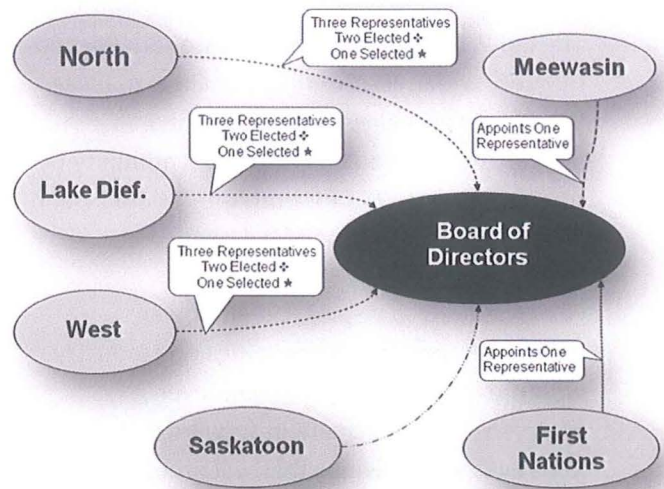 North
Three Representatives
Two Elected ❖
One Selected ★
Meewasin
Appoints One
Representative
Three Representatives
Two Elected ❖
One Selected ★
Lake Dief.
Board of
Directors
Three Representatives
Two Elected ❖
One Selected ★
West
Appoints One
Representative
Saskatoon
First
Nations